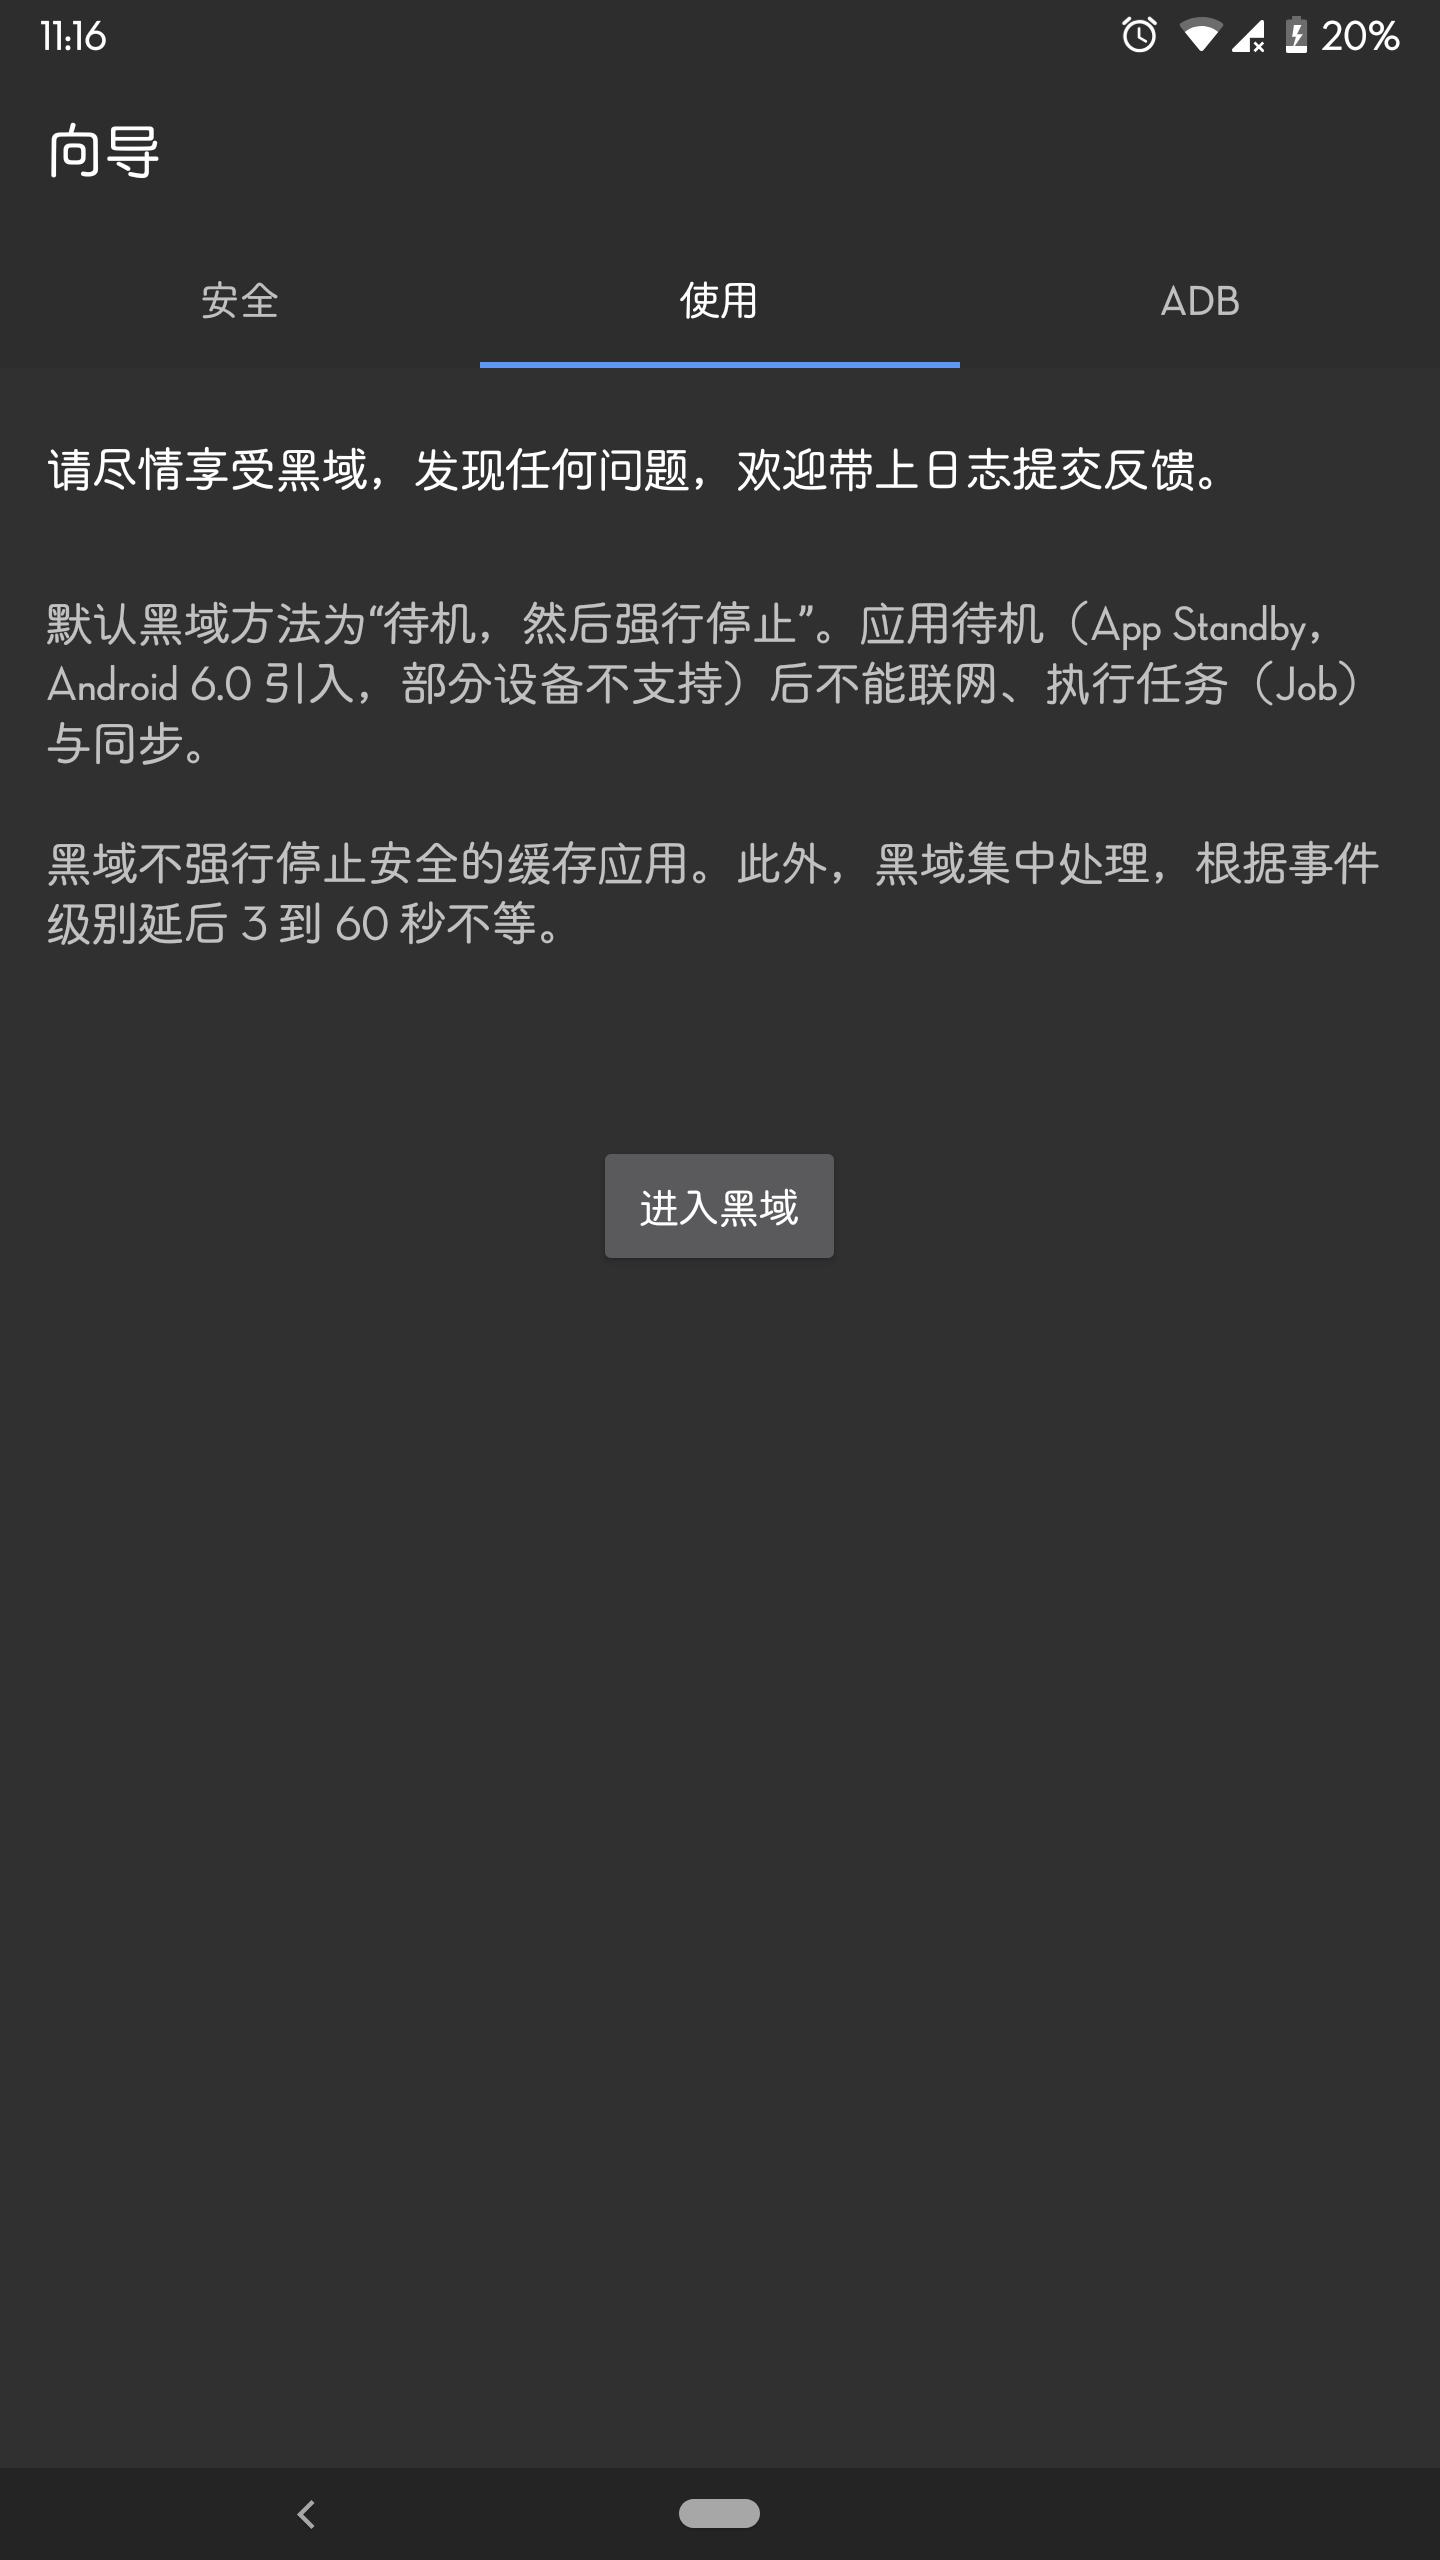 11:16
20%
向导
安全
使用
ADB
请尽情享受黑域，发现任何问题，欢迎带上日志提交反馈。
默认黑域方法为“待机，然后强行停止”。应用待机（App Standby，
Android 6.0 引入，部分设备不支持）后不能联网、执行任务（Job）
与同步。
黑域不强行停止安全的缓存应用。此外，黑域集中处理，根据事件
级别延后 3 到 60 秒不等。
进入黑域